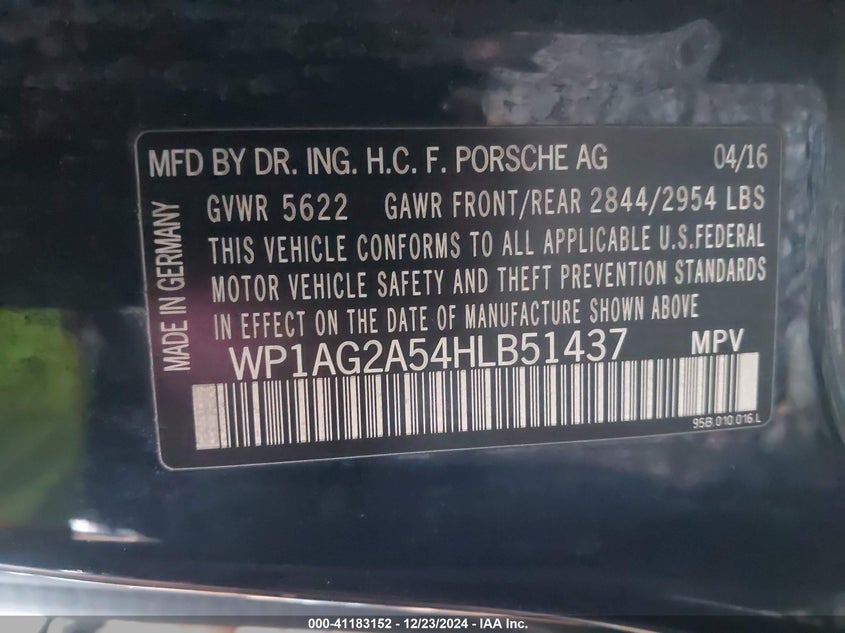 MFD BY DR. ING. H.C. F. PORSCHE AG 04/16
GVWR 5622 GAWR FRONT/REAR 2844/2954 LBS
THIS VEHICLE CONFORMS TO ALL APPLICABLE U.S.FEDERAL
MOTOR VEHICLE SAFETY AND THEFT PREVENTION STANDARDS
IN EFFECT ON THE DATE OF MANUFACTURE SHOWN ABOVE
MADE IN GERMANY
WP1AG2A54HLB51437 MPV
95B 010 016 L
000-41183152 - 12/23/2024 - IAA Inc.